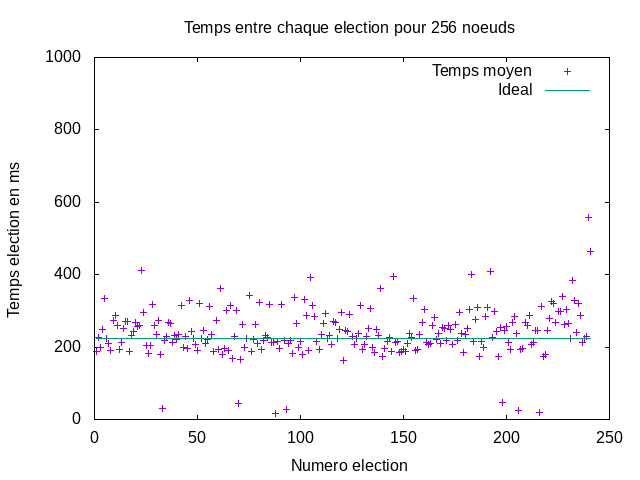 Temps entre chaque election pour 256 noeuds
1000
Temps moyen
Ideal
800
600
400
200
0
Temps election en ms
0 50 100 150 200 250
Numero election